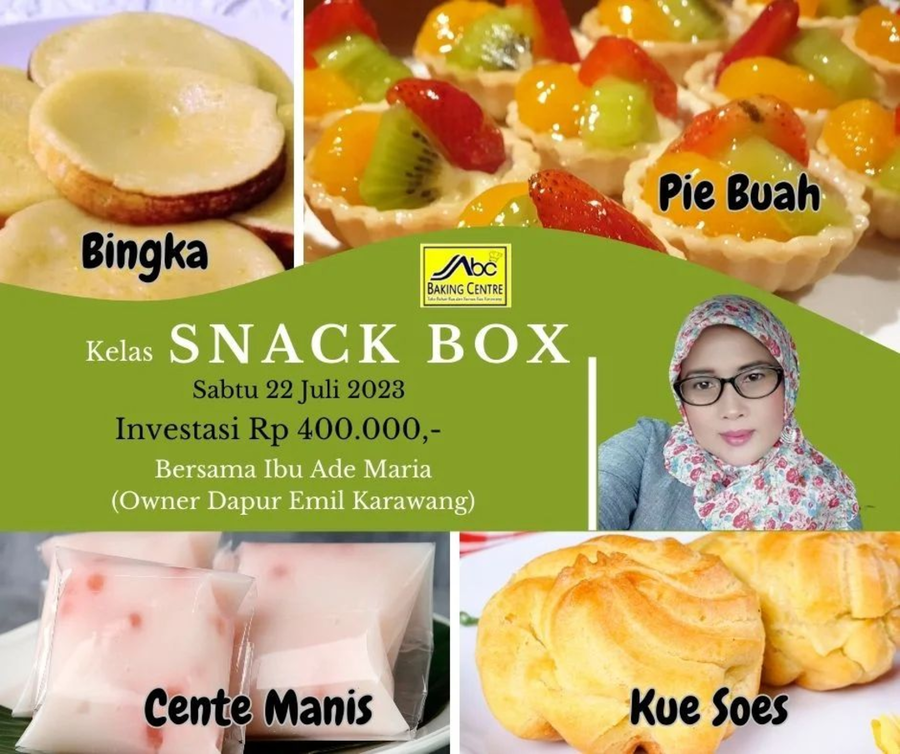 Bingka
Pie Buah
Abc
BAKING CENTRE
Kelas SNACK BOX
Sabtu 22 Juli 2023
Investasi Rp 400.000,-
Bersama Ibu Ade Maria
(Owner Dapur Emil Karawang)
Cente Manis
Kue Soes